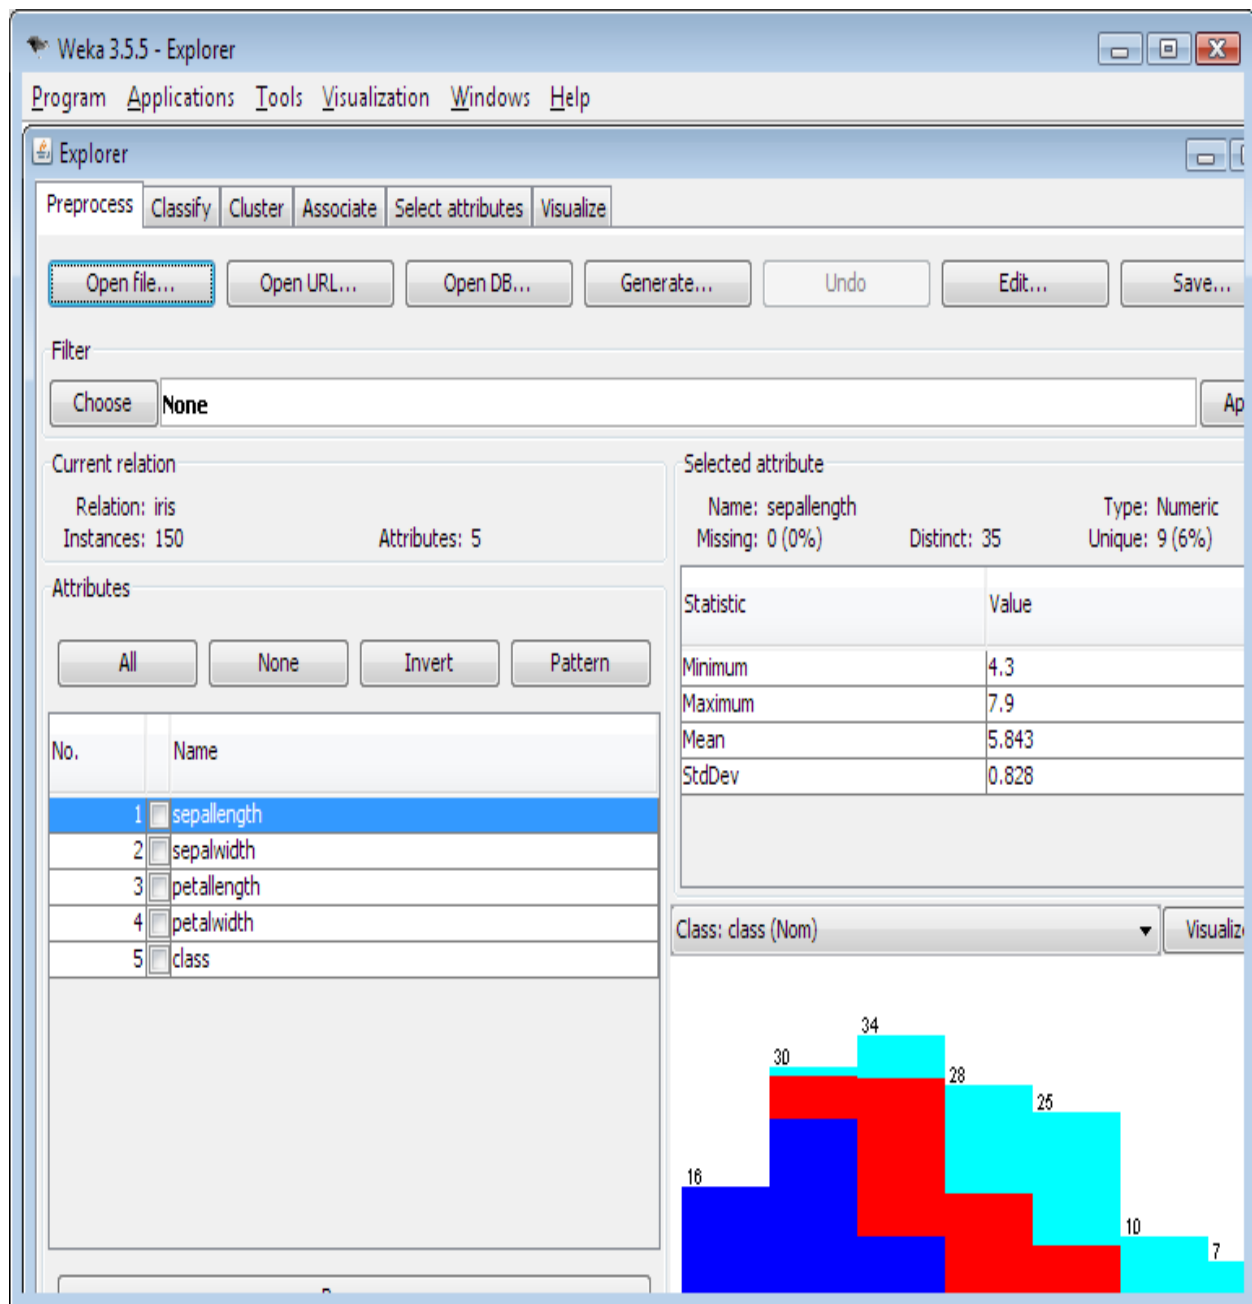 Weka 3.5.5 - Explorer
Program Applications Tools Visualization Windows Help
Explorer
Preprocess Classify Cluster Associate Select attributes Visualize
Open file... Open URL... Open DB... Generate... Undo Edit... Save...
Filter
Choose None Ap
Current relation
Relation: iris
Instances: 150 Attributes: 5
Attributes
All None Invert Pattern
No. Name
1 sepallength
2 sepalwidth
3 petallength
4 petalwidth
5 class
Selected attribute
Name: sepallength Type: Numeric
Missing: 0 (0%) Distinct: 35 Unique: 9 (6%)
Statistic Value
Minimum 4.3
Maximum 7.9
Mean 5.843
StdDev 0.828
Class: class (Nom) Visualiz
16
30
34
28
25
10
7